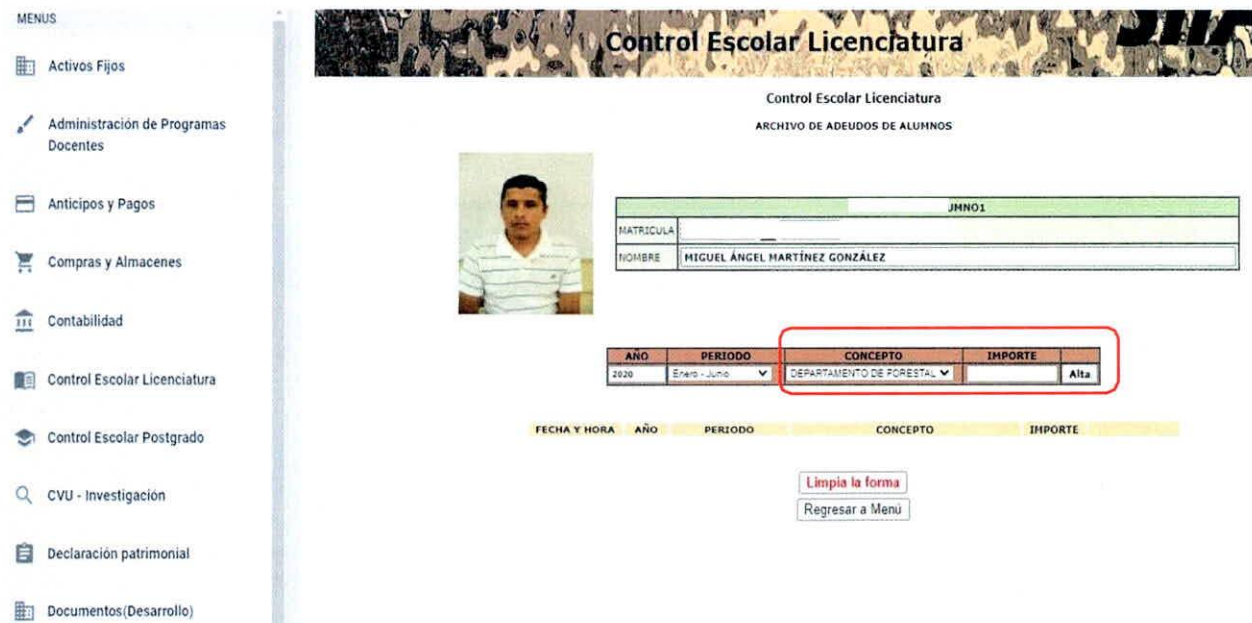 MENUS
Activos Fijos
Administración de Programas
Docentes
Anticipos y Pagos
Compras y Almacenes
Contabilidad
Control Escolar Licenciatura
Control Escolar Postgrado
CVU - Investigación
Declaración patrimonial
Documentos(Desarrollo)
Control Escolar Licenciatura
Control Escolar Licenciatura
ARCHIVO DE ADEUDOS DE ALUMNOS
UMNO1
MATRICULA
NOMBRE MIGUEL ÁNGEL MARTÍNEZ GONZÁLEZ
AÑO PERIODO CONCEPTO IMPORTE
2020 Enero - Junio DEPARTAMENTO DE FORESTAL Alta
FECHA Y HORA AÑO PERIODO CONCEPTO IMPORTE
Limpia la forma
Regresar a Menú